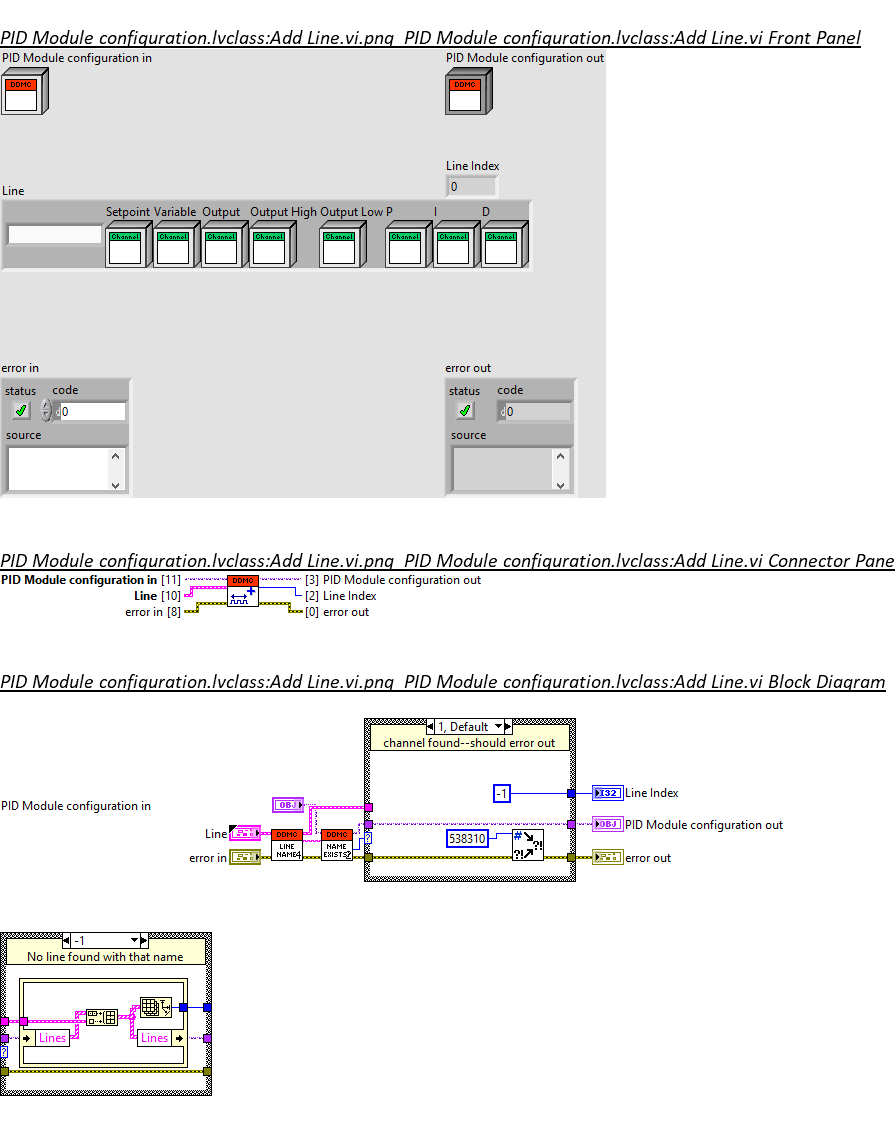 PID Module configuration.lvclass:Add Line.vi.png PID Module configuration.lvclass:Add Line.vi Front Panel
PID Module configuration in
PID Module configuration out
DDMC
DDMC
Line Index
0
Line
Setpoint Variable Output Output High Output Low P I D
Channel Channel Channel Channel Channel Channel Channel Channel
error in
error out
status code
status code
d 0
d 0
source
source
PID Module configuration.lvclass:Add Line.vi.png PID Module configuration.lvclass:Add Line.vi Connector Pane
PID Module configuration in [11]
DDMC
[3] PID Module configuration out
Line [10]
[2] Line Index
error in [8]
[0] error out
PID Module configuration.lvclass:Add Line.vi.png PID Module configuration.lvclass:Add Line.vi Block Diagram
1, Default
channel found--should error out
-1
I32
Line Index
PID Module configuration in
OBJ
OBJ
PID Module configuration out
Line
DDMC
LINE
NAME4
DDMC
NAME
EXISTS?
?
538310
#
?!
?!
error in
error out
-1
No line found with that name
Lines
Lines
?